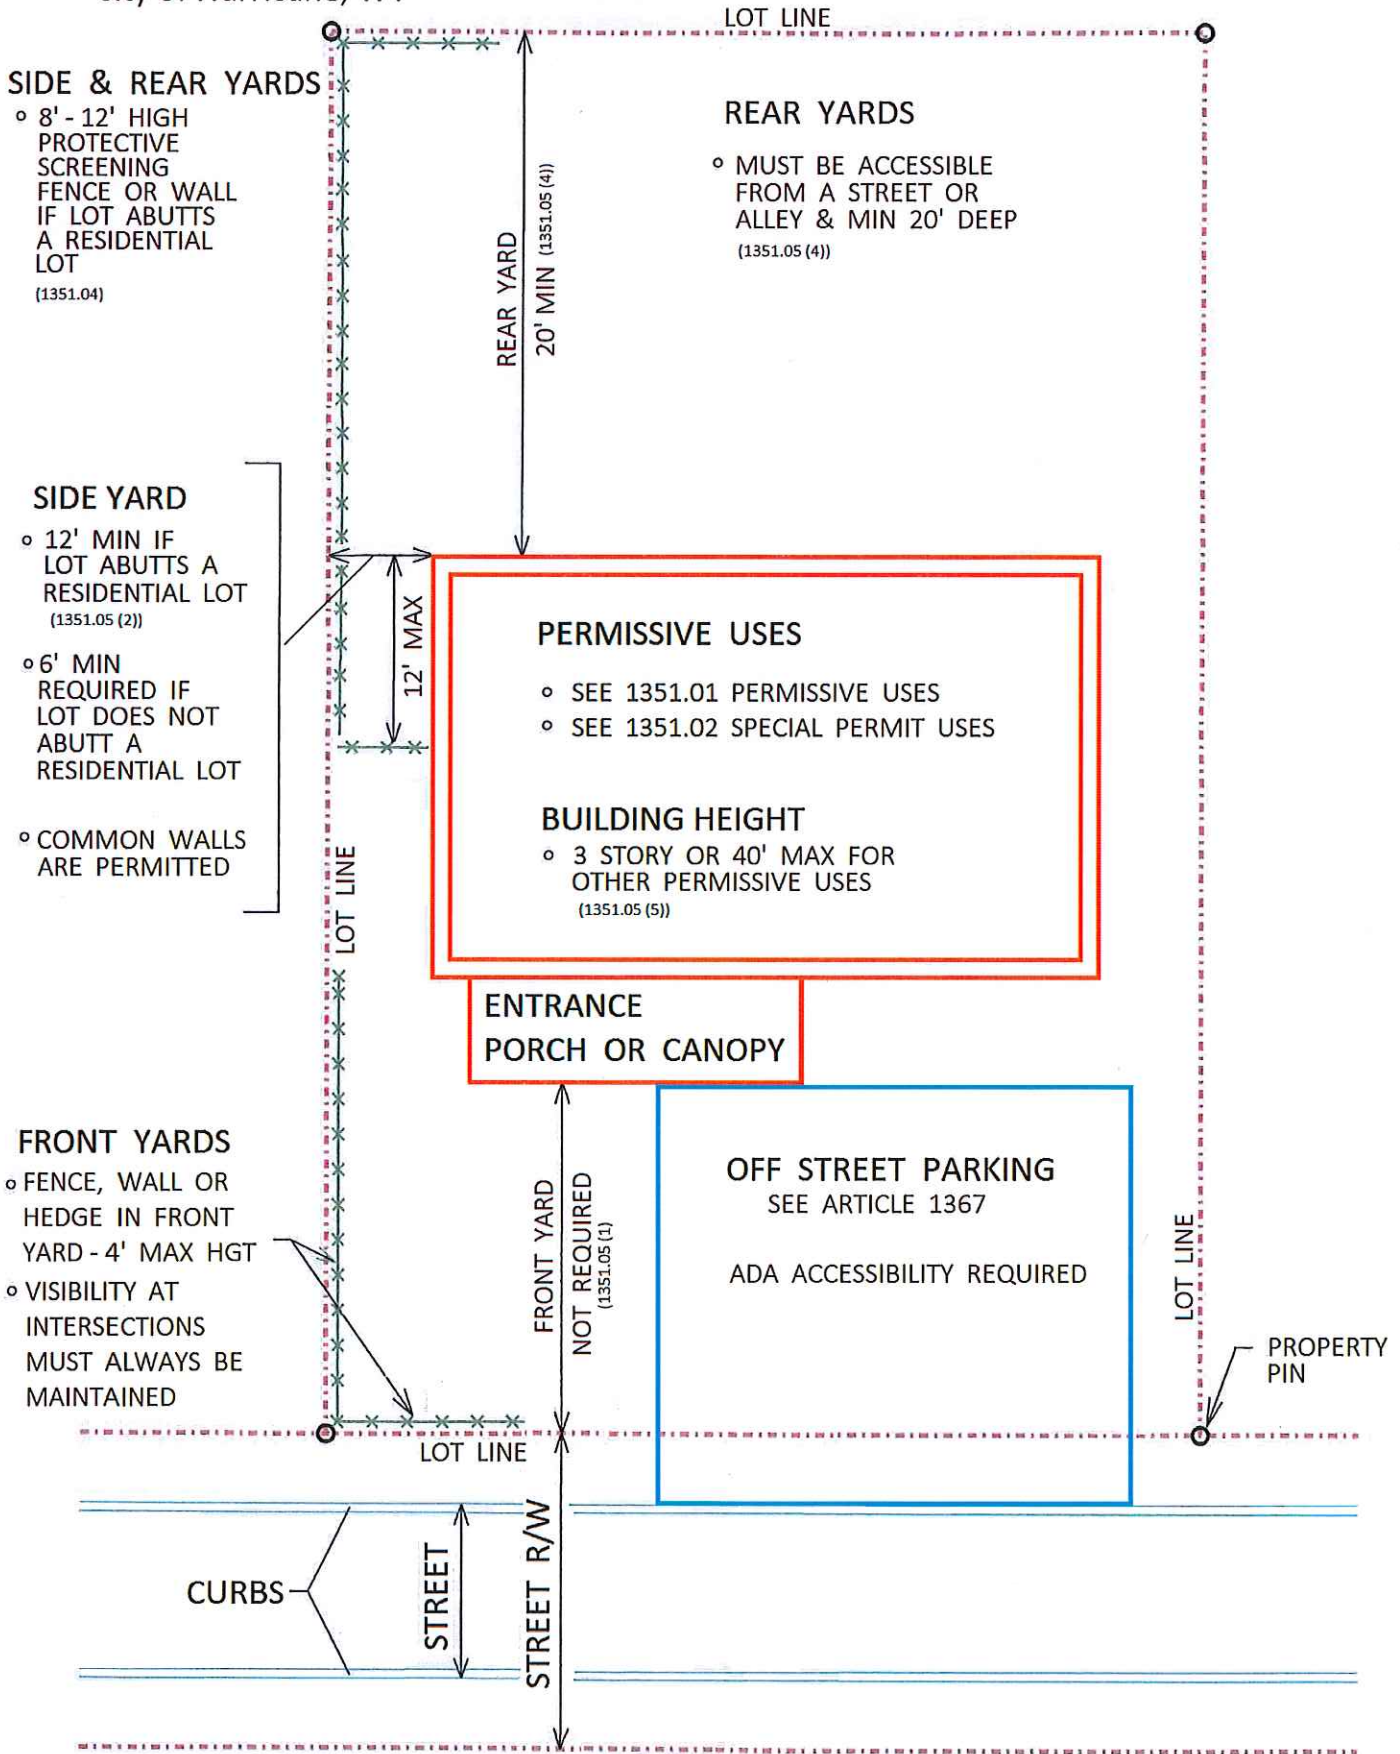 LOT LINE
SIDE & REAR YARDS
° 8' - 12' HIGH
PROTECTIVE
SCREENING
FENCE OR WALL
IF LOT ABUTTS
A RESIDENTIAL
LOT
(1351.04)
REAR YARD
20' MIN (1351.05 (4))
REAR YARDS
° MUST BE ACCESSIBLE
FROM A STREET OR
ALLEY & MIN 20' DEEP
(1351.05 (4))
SIDE YARD
° 12' MIN IF
LOT ABUTTS A
RESIDENTIAL LOT
(1351.05 (2))
° 6' MIN
REQUIRED IF
LOT DOES NOT
ABUTT A
RESIDENTIAL LOT
° COMMON WALLS
ARE PERMITTED
12' MAX
LOT LINE
PERMISSIVE USES
° SEE 1351.01 PERMISSIVE USES
° SEE 1351.02 SPECIAL PERMIT USES
BUILDING HEIGHT
° 3 STORY OR 40' MAX FOR
OTHER PERMISSIVE USES
(1351.05 (5))
ENTRANCE
PORCH OR CANOPY
FRONT YARDS
° FENCE, WALL OR
HEDGE IN FRONT
YARD - 4' MAX HGT
° VISIBILITY AT
INTERSECTIONS
MUST ALWAYS BE
MAINTAINED
FRONT YARD
NOT REQUIRED
(1351.05 (1)
OFF STREET PARKING
SEE ARTICLE 1367
ADA ACCESSIBILITY REQUIRED
LOT LINE
PROPERTY
PIN
LOT LINE
CURBS
STREET
STREET R/W